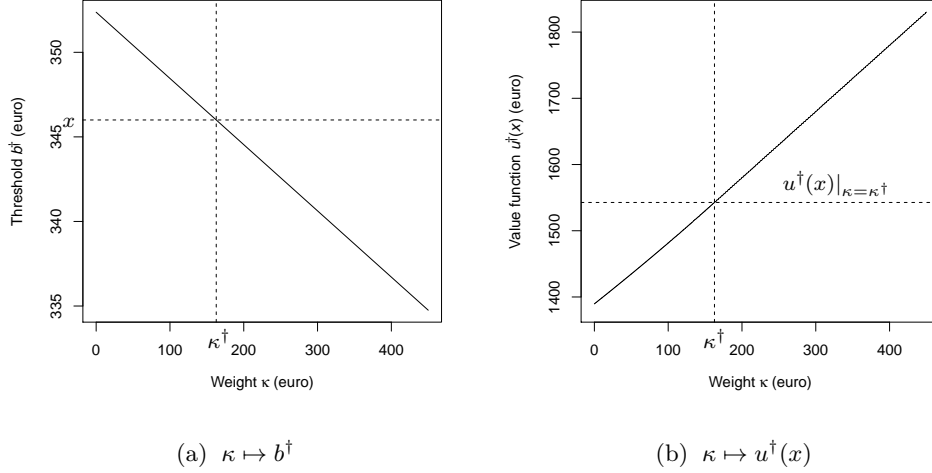 350
345
340
335
x
Threshold b† (euro)
0
100
200
300
400
κ†
Weight κ (euro)
(a) κ ↦ b†
1800
1700
1600
1500
1400
Value function u†(x) (euro)
u†(x)|κ=κ†
0
100
200
300
400
κ†
Weight κ (euro)
(b) κ ↦ u†(x)